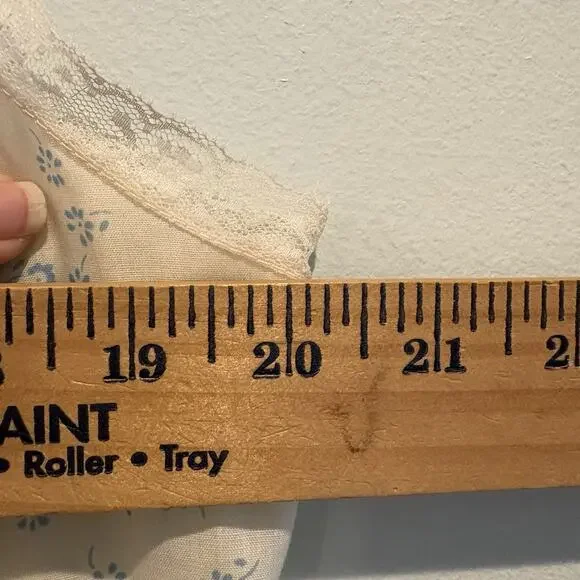 19 20 21
AINT
• Roller • Tray